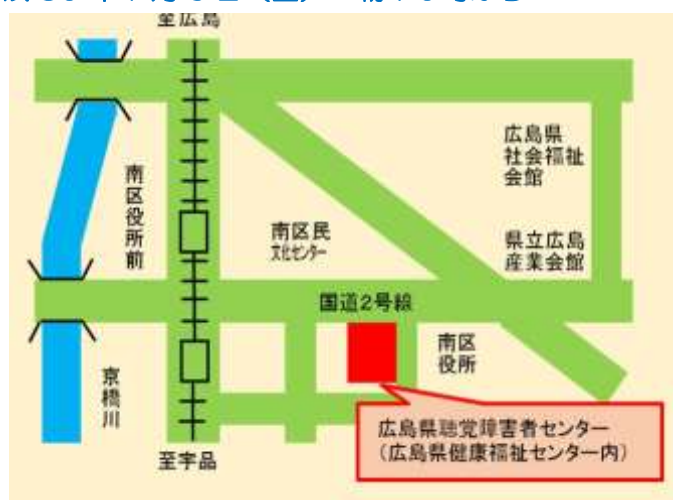 至広島
広島県
社会福祉
会館
南区役所前
南区民
文化センター
県立広島
産業会館
国道2号線
南区
役所
京橋川
広島県聴覚障害者センター
（広島県健康福祉センター内）
至宇品